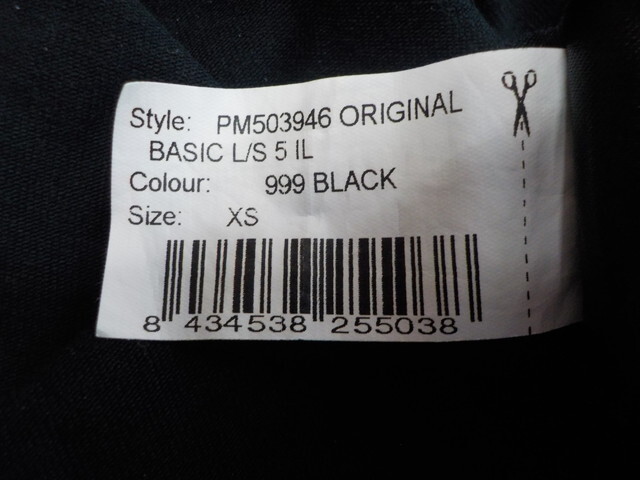 Style: PM503946 ORIGINAL
BASIC L/S 5 IL
Colour: 999 BLACK
Size: XS
8 434538 255038